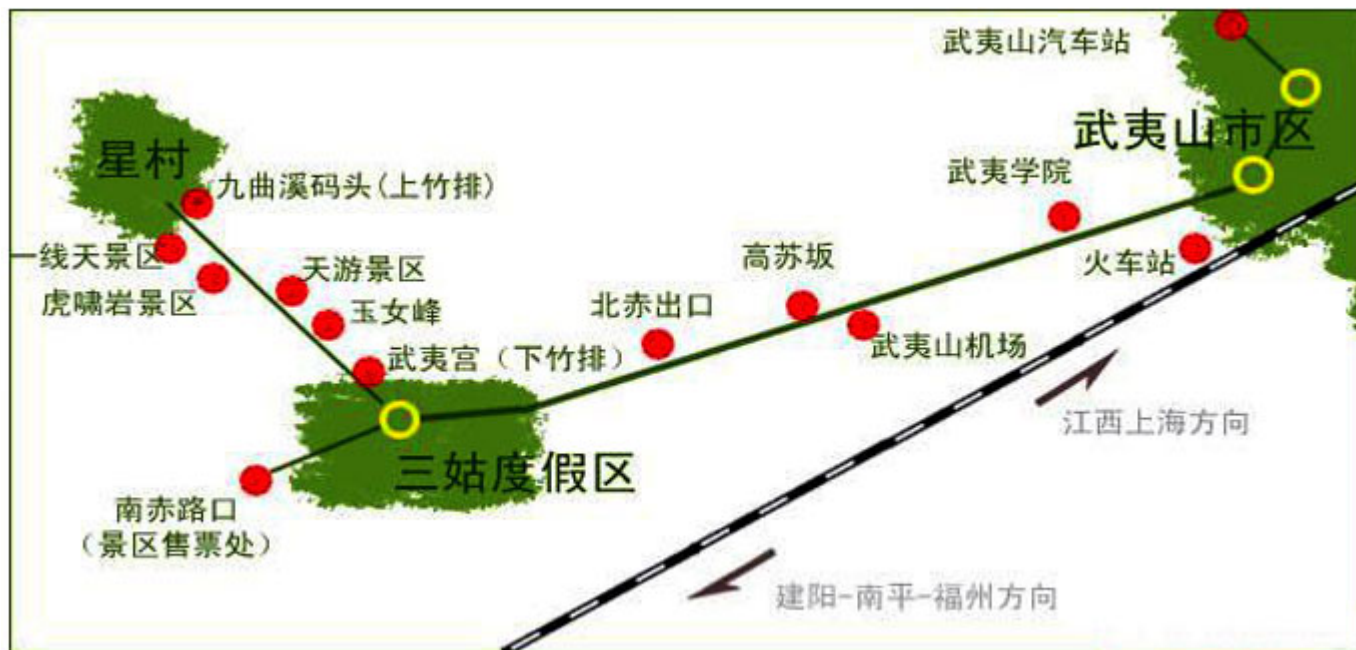 武夷山汽车站
武夷山市区
星村
九曲溪码头(上竹排)
武夷学院
一线天景区
天游景区
高苏坂
火车站
虎啸岩景区
玉女峰
北赤出口
武夷宫（下竹排）
武夷山机场
江西上海方向
三姑度假区
南赤路口
（景区售票处）
建阳-南平-福州方向